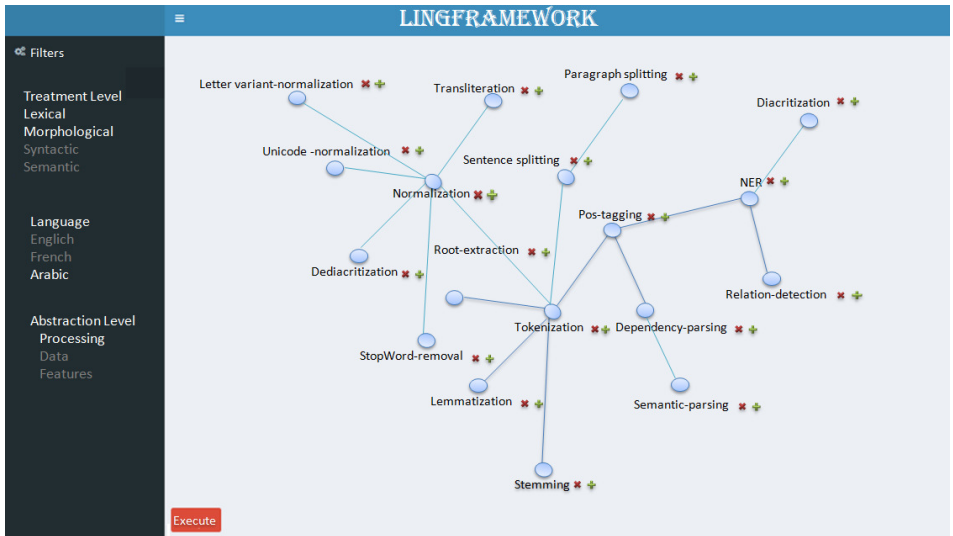 LINGFRAMEWORK
Filters
Treatment Level
Lexical
Morphological
Syntactic
Semantic
Language
Englich
French
Arabic
Abstraction Level
Processing
Data
Features
Paragraph splitting
Letter variant-normalization
Transliteration
Diacritization
Unicode -normalization
Sentence splitting
NER
Normalization
Pos-tagging
Root-extraction
Dediacritization
Relation-detection
Tokenization
Dependency-parsing
StopWord-removal
Lemmatization
Semantic-parsing
Stemming
Execute